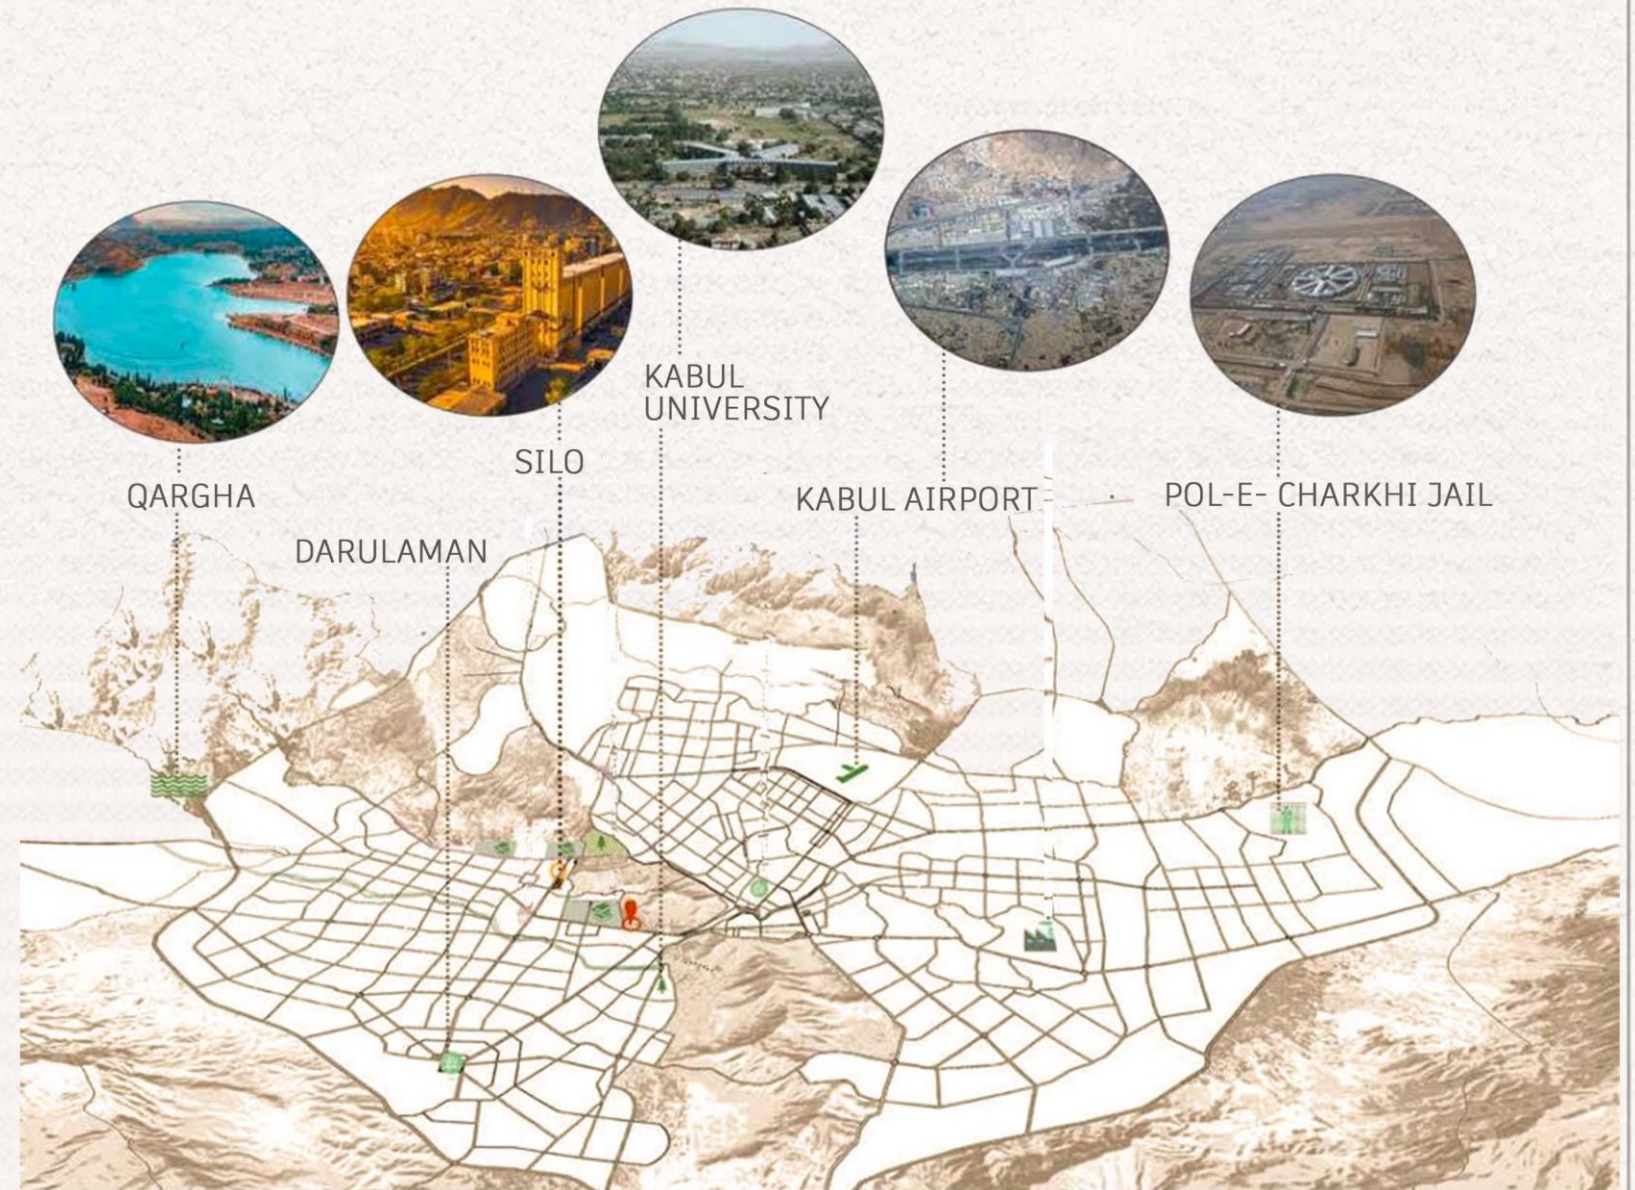 KABUL
UNIVERSITY
SILO
QARGHA
KABUL AIRPORT
POL-E- CHARKHI JAIL
DARULAMAN